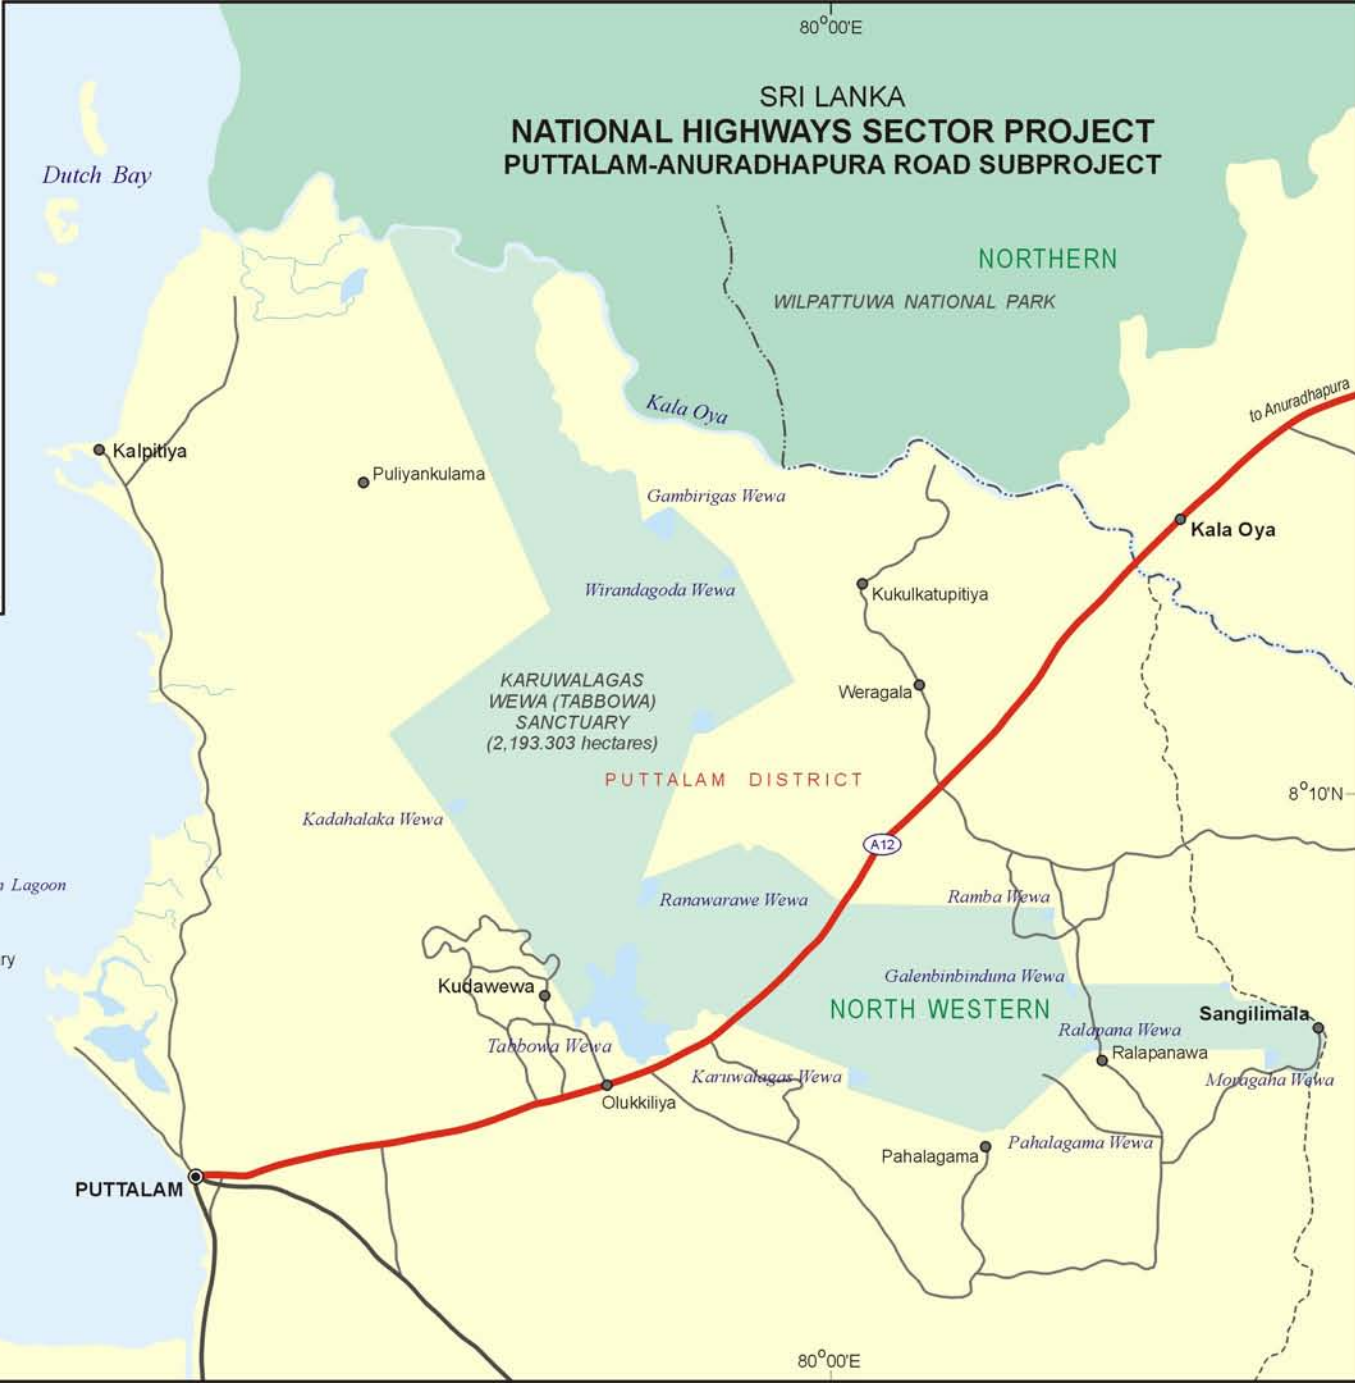 80°00'E
SRI LANKA
NATIONAL HIGHWAYS SECTOR PROJECT
PUTTALAM-ANURADHAPURA ROAD SUBPROJECT
Dutch Bay
NORTHERN
WILPATTUWA NATIONAL PARK
to Anuradhapura
Kala Oya
Kalpitiya
Puliyankulama
Gambirigas Wewa
Kala Oya
Wirandagoda Wewa
Kukulkatupitiya
KARUWALAGAS
WEWA (TABBOWA)
SANCTUARY
(2,193.303 hectares)
Weragala
PUTTALAM DISTRICT
8°10'N
Kadahalaka Wewa
A12
Lagoon
Ranawarawe Wewa
Ramba Wewa
ry
Galenbinbinduna Wewa
Kudawewa
NORTH WESTERN
Sangilimala
Ralapana Wewa
Tabbowa Wewa
Ralapanawa
Karuwalagas Wewa
Moragaha Wewa
Olukkiliya
Pahalagama Wewa
Pahalagama
PUTTALAM
80°00'E